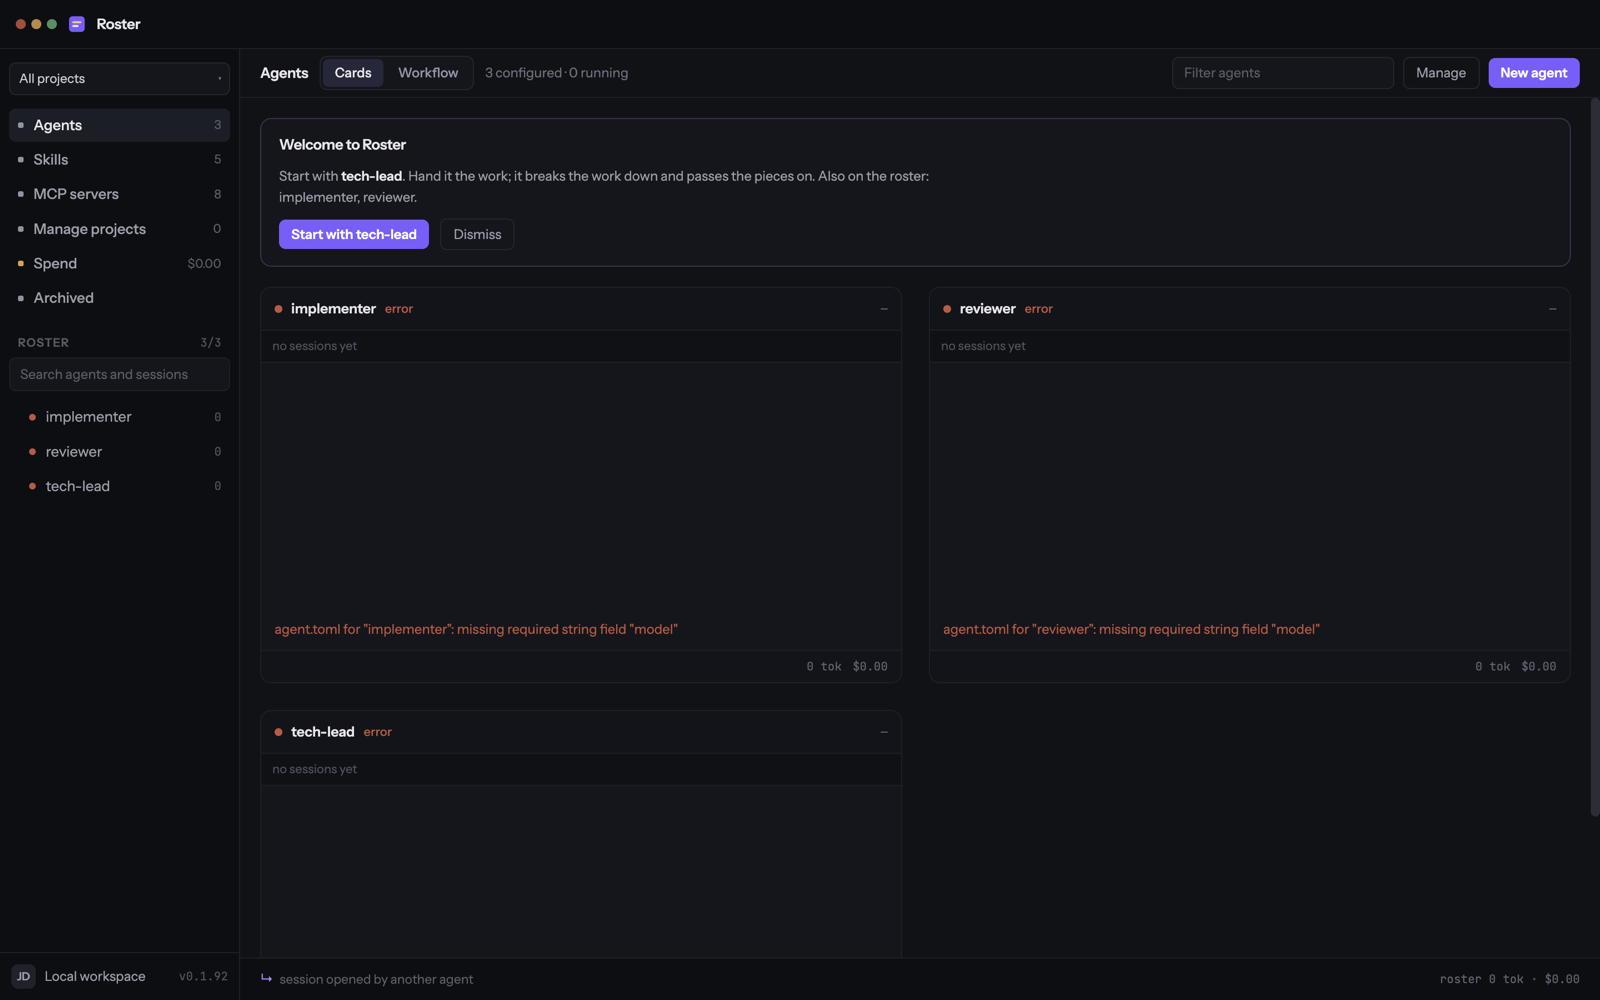 Roster
All projects
Agents 3
Skills 5
MCP servers 8
Manage projects 0
Spend $0.00
Archived
ROSTER 3/3
Search agents and sessions
implementer 0
reviewer 0
tech-lead 0
JD Local workspace v0.1.92
Agents Cards Workflow 3 configured · 0 running Filter agents Manage New agent
Welcome to Roster
Start with tech-lead. Hand it the work; it breaks the work down and passes the pieces on. Also on the roster:
implementer, reviewer.
Start with tech-lead Dismiss
implementer error –
no sessions yet
agent.toml for "implementer": missing required string field "model"
0 tok $0.00
reviewer error –
no sessions yet
agent.toml for "reviewer": missing required string field "model"
0 tok $0.00
tech-lead error –
no sessions yet
↳ session opened by another agent roster 0 tok · $0.00